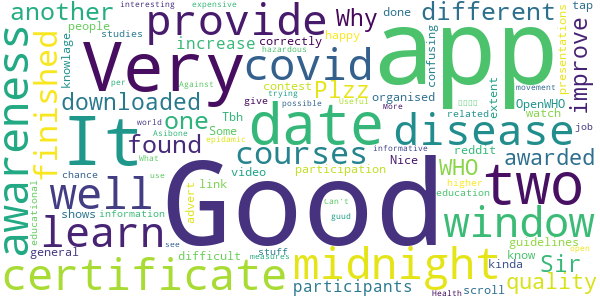 interesting expensive
another provide Why done different tap
people studies increase correctly hazardous happy
knowlage Against contest Plzz
Very covid app
awareness finished downloaded
per trying give possible useful
confusing extent presentations improve
organised OpenWHO movement
one Tbh Some epidamic More related watch job
It date disease
world Asibone What
found courses WHO reddit awarded
chance use video Nice informative education higher
well link participation
educational shows information advert
learn Good two window
Can't guud
general difficult stuff measures
midnight kinda Sir guidelines know
see
certificate participants scroll quality open
Health